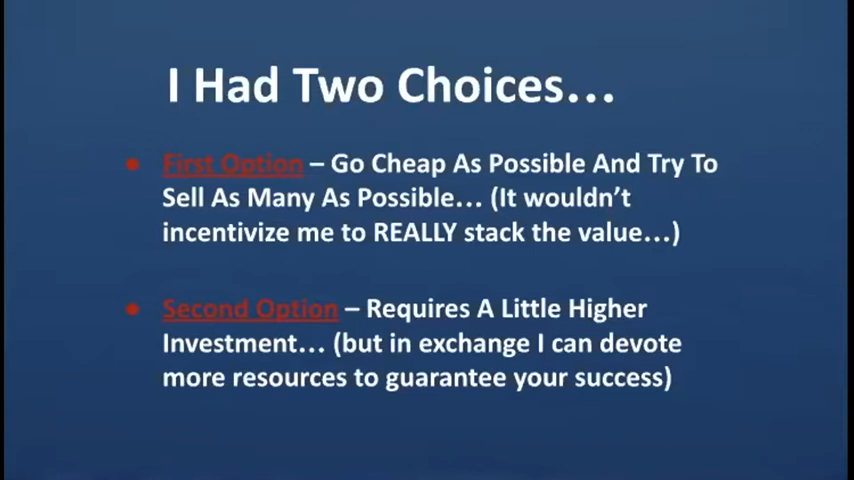 I Had Two Choices...
● First Option – Go Cheap As Possible And Try To
Sell As Many As Possible... (It wouldn't
incentivize me to REALLY stack the value...)
● Second Option – Requires A Little Higher
Investment... (but in exchange I can devote
more resources to guarantee your success)